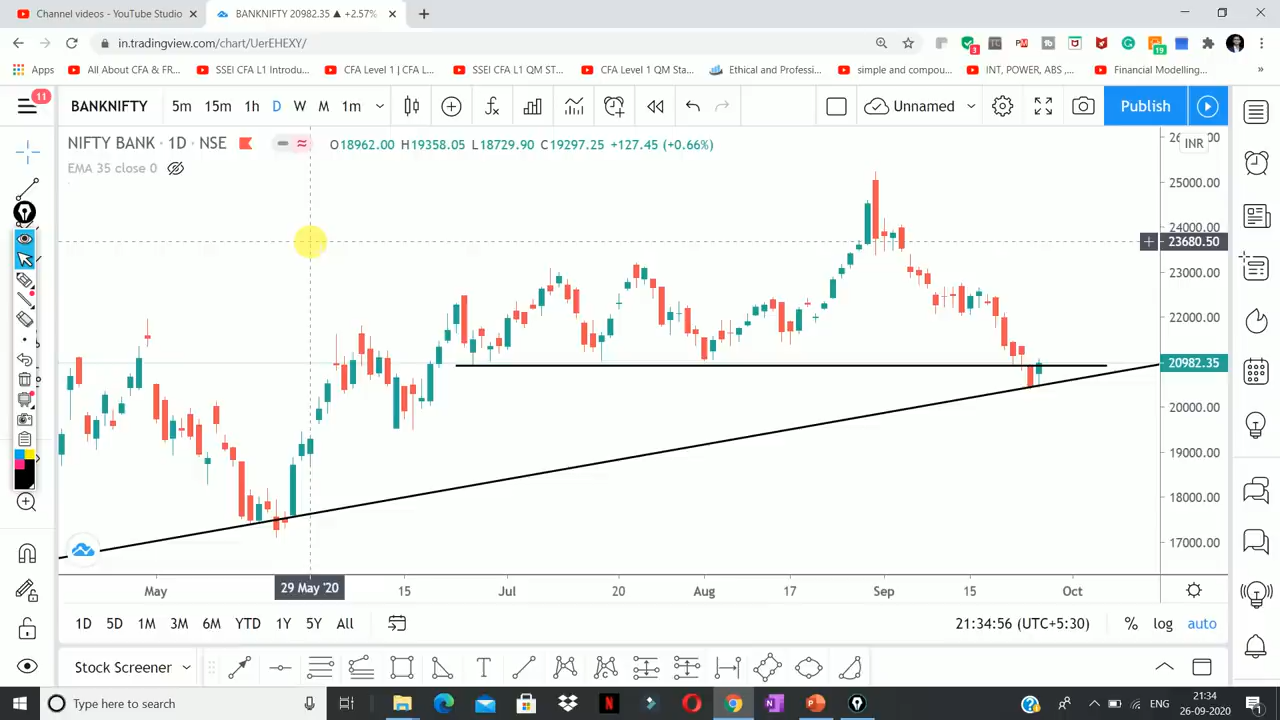 Channel videos - YouTube Studio
BANKNIFTY 20982.35 ▲ +2.57%
in.tradingview.com/chart/UerEHEXY/
3
19
Apps
All About CFA & FR...
SSEI CFA L1 Introdu...
CFA Level 1 | CFA L...
SSEI CFA L1 QM ST...
CFA Level 1 QM Sta...
Ethical and Professi...
simple and compou...
INT, POWER, ABS ,...
Financial Modelling...
11
BANKNIFTY
5m 15m 1h D W M 1m
Unnamed
Publish
NIFTY BANK · 1D · NSE
O18962.00 H19358.05 L18729.90 C19297.25 +127.45 (+0.66%)
INR
EMA 35 close 0
25000.00
24000.00
23680.50
23000.00
22000.00
20982.35
20000.00
19000.00
18000.00
17000.00
May 29 May '20 15 Jul 20 Aug 17 Sep 15 Oct
1D 5D 1M 3M 6M YTD 1Y 5Y All
21:34:56 (UTC+5:30) % log auto
Stock Screener
Type here to search
ENG
21:34
26-09-2020